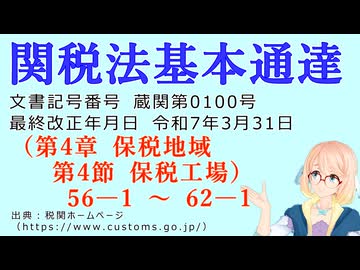 関税法基本通達
文書記号番号 蔵関第0100号
最終改正年月日 令和7年3月31日
（第4章 保税地域
第4節 保税工場）
56―1 ～ 62―1
出典：税関ホームページ
（https://www.customs.go.jp/）